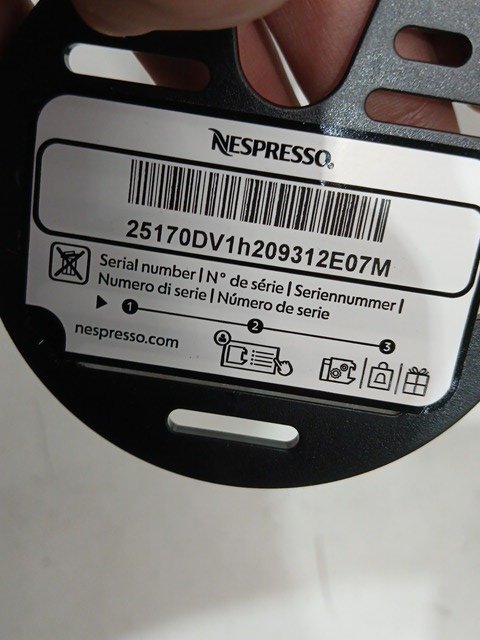 NESPRESSO.
25170DV1h209312E07M
Serial number | N° de série | Seriennummer |
Numero di serie | Número de serie
1 2 3
nespresso.com